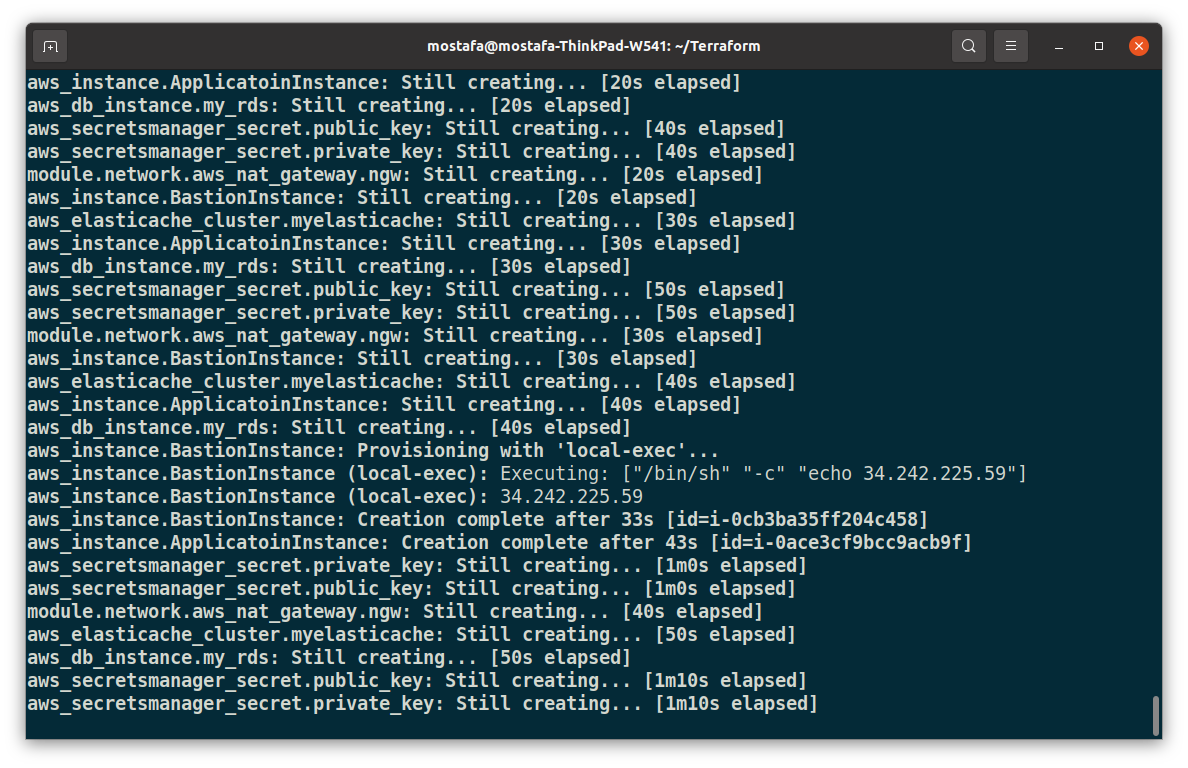 mostafa@mostafa-ThinkPad-W541: ~/Terraform
aws_instance.ApplicatoinInstance: Still creating... [20s elapsed]
aws_db_instance.my_rds: Still creating... [20s elapsed]
aws_secretsmanager_secret.public_key: Still creating... [40s elapsed]
aws_secretsmanager_secret.private_key: Still creating... [40s elapsed]
module.network.aws_nat_gateway.ngw: Still creating... [20s elapsed]
aws_instance.BastionInstance: Still creating... [20s elapsed]
aws_elasticache_cluster.myelasticache: Still creating... [30s elapsed]
aws_instance.ApplicatoinInstance: Still creating... [30s elapsed]
aws_db_instance.my_rds: Still creating... [30s elapsed]
aws_secretsmanager_secret.public_key: Still creating... [50s elapsed]
aws_secretsmanager_secret.private_key: Still creating... [50s elapsed]
module.network.aws_nat_gateway.ngw: Still creating... [30s elapsed]
aws_instance.BastionInstance: Still creating... [30s elapsed]
aws_elasticache_cluster.myelasticache: Still creating... [40s elapsed]
aws_instance.ApplicatoinInstance: Still creating... [40s elapsed]
aws_db_instance.my_rds: Still creating... [40s elapsed]
aws_instance.BastionInstance: Provisioning with 'local-exec'...
aws_instance.BastionInstance (local-exec): Executing: ["/bin/sh" "-c" "echo 34.242.225.59"]
aws_instance.BastionInstance (local-exec): 34.242.225.59
aws_instance.BastionInstance: Creation complete after 33s [id=i-0cb3ba35ff204c458]
aws_instance.ApplicatoinInstance: Creation complete after 43s [id=i-0ace3cf9bcc9acb9f]
aws_secretsmanager_secret.private_key: Still creating... [1m0s elapsed]
aws_secretsmanager_secret.public_key: Still creating... [1m0s elapsed]
module.network.aws_nat_gateway.ngw: Still creating... [40s elapsed]
aws_elasticache_cluster.myelasticache: Still creating... [50s elapsed]
aws_db_instance.my_rds: Still creating... [50s elapsed]
aws_secretsmanager_secret.public_key: Still creating... [1m10s elapsed]
aws_secretsmanager_secret.private_key: Still creating... [1m10s elapsed]